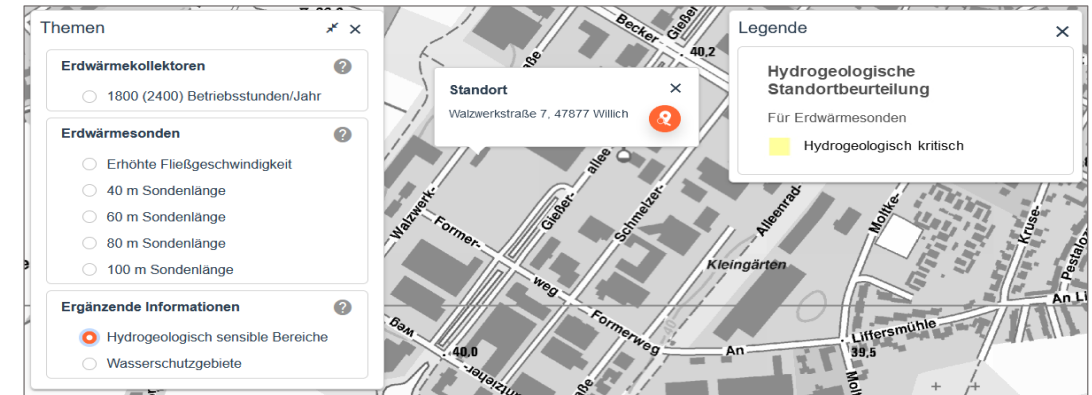 Themen
Erdwärmekollektoren
1800 (2400) Betriebsstunden/Jahr
Erdwärmesonden
Erhöhte Fließgeschwindigkeit
40 m Sondenlänge
60 m Sondenlänge
80 m Sondenlänge
100 m Sondenlänge
Ergänzende Informationen
Hydrogeologisch sensible Bereiche
Wasserschutzgebiete
Standort
Walzwerkstraße 7, 47877 Willich
Legende
Hydrogeologische
Standortbeurteilung
Für Erdwärmesonden
Hydrogeologisch kritisch
Becker
Gießer
40,2
Walzwerk-
Former-
weg
Formerweg
Gießer-
allee
Schmelzer-
Alleenrad-
Kleingärten
Moltke-
Kruse-
An
Liffersmühle
An Li
39,5
40,0
weg